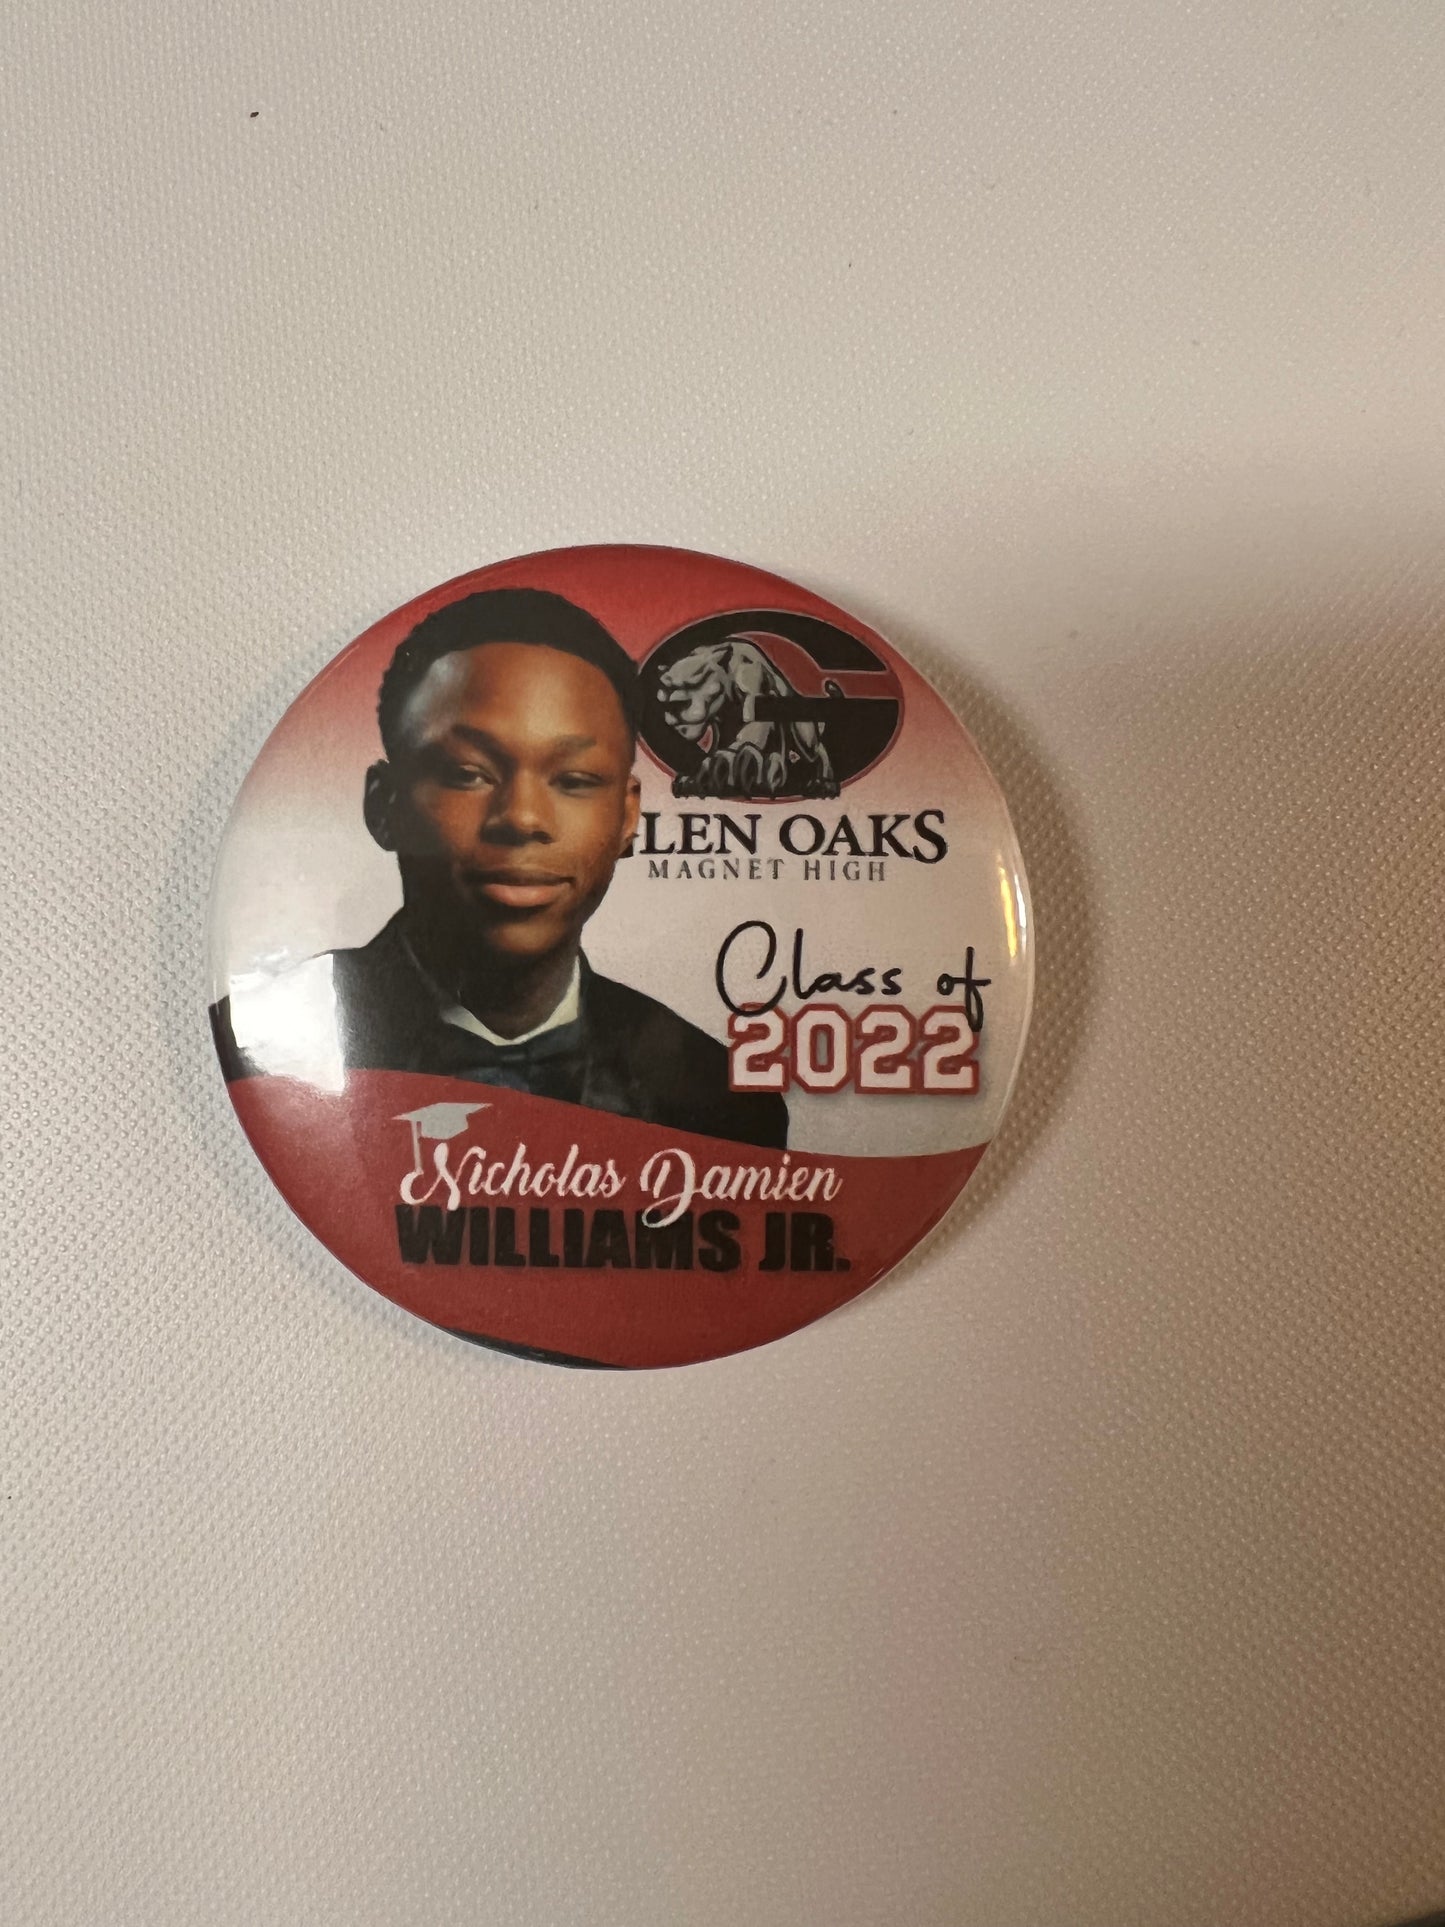 GLEN OAKS
MAGNET HIGH
Class of
2022
Nicholas Damien
WILLIAMS JR.